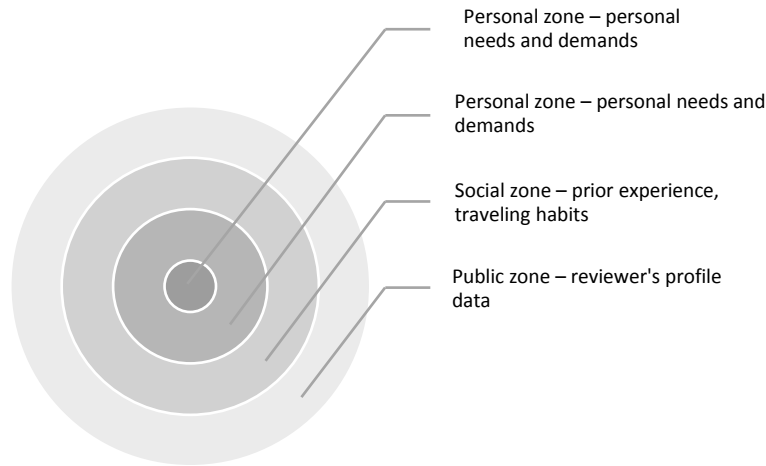 Personal zone – personal
needs and demands
Personal zone – personal needs and
demands
Social zone – prior experience,
traveling habits
Public zone – reviewer's profile
data